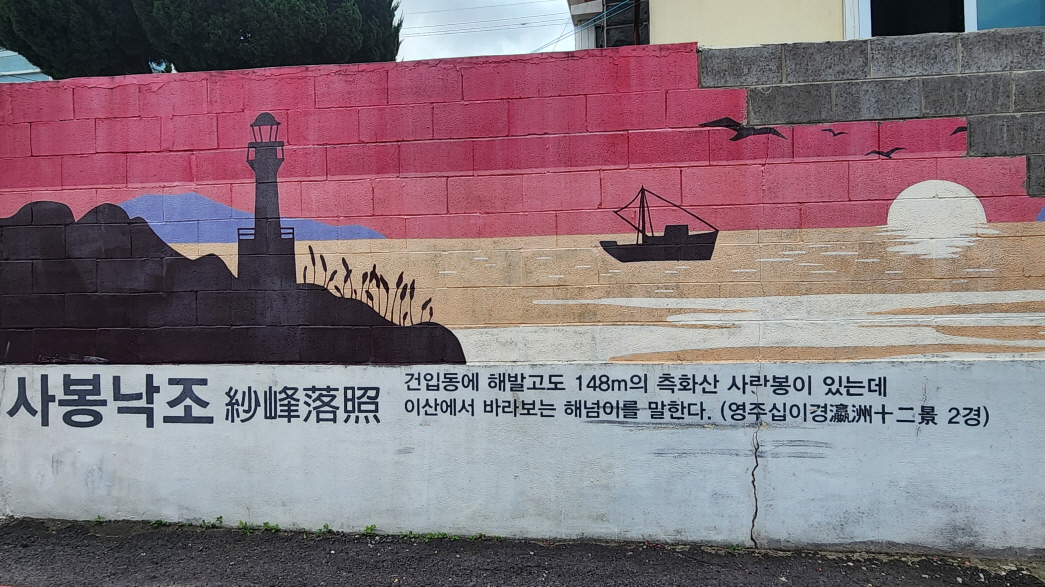 사봉낙조 紗峰落照
건입동에 해발고도 148m의 측화산 사라봉이 있는데
이산에서 바라보는 해넘이를 말한다. (영주십이경瀛洲十二景 2경)